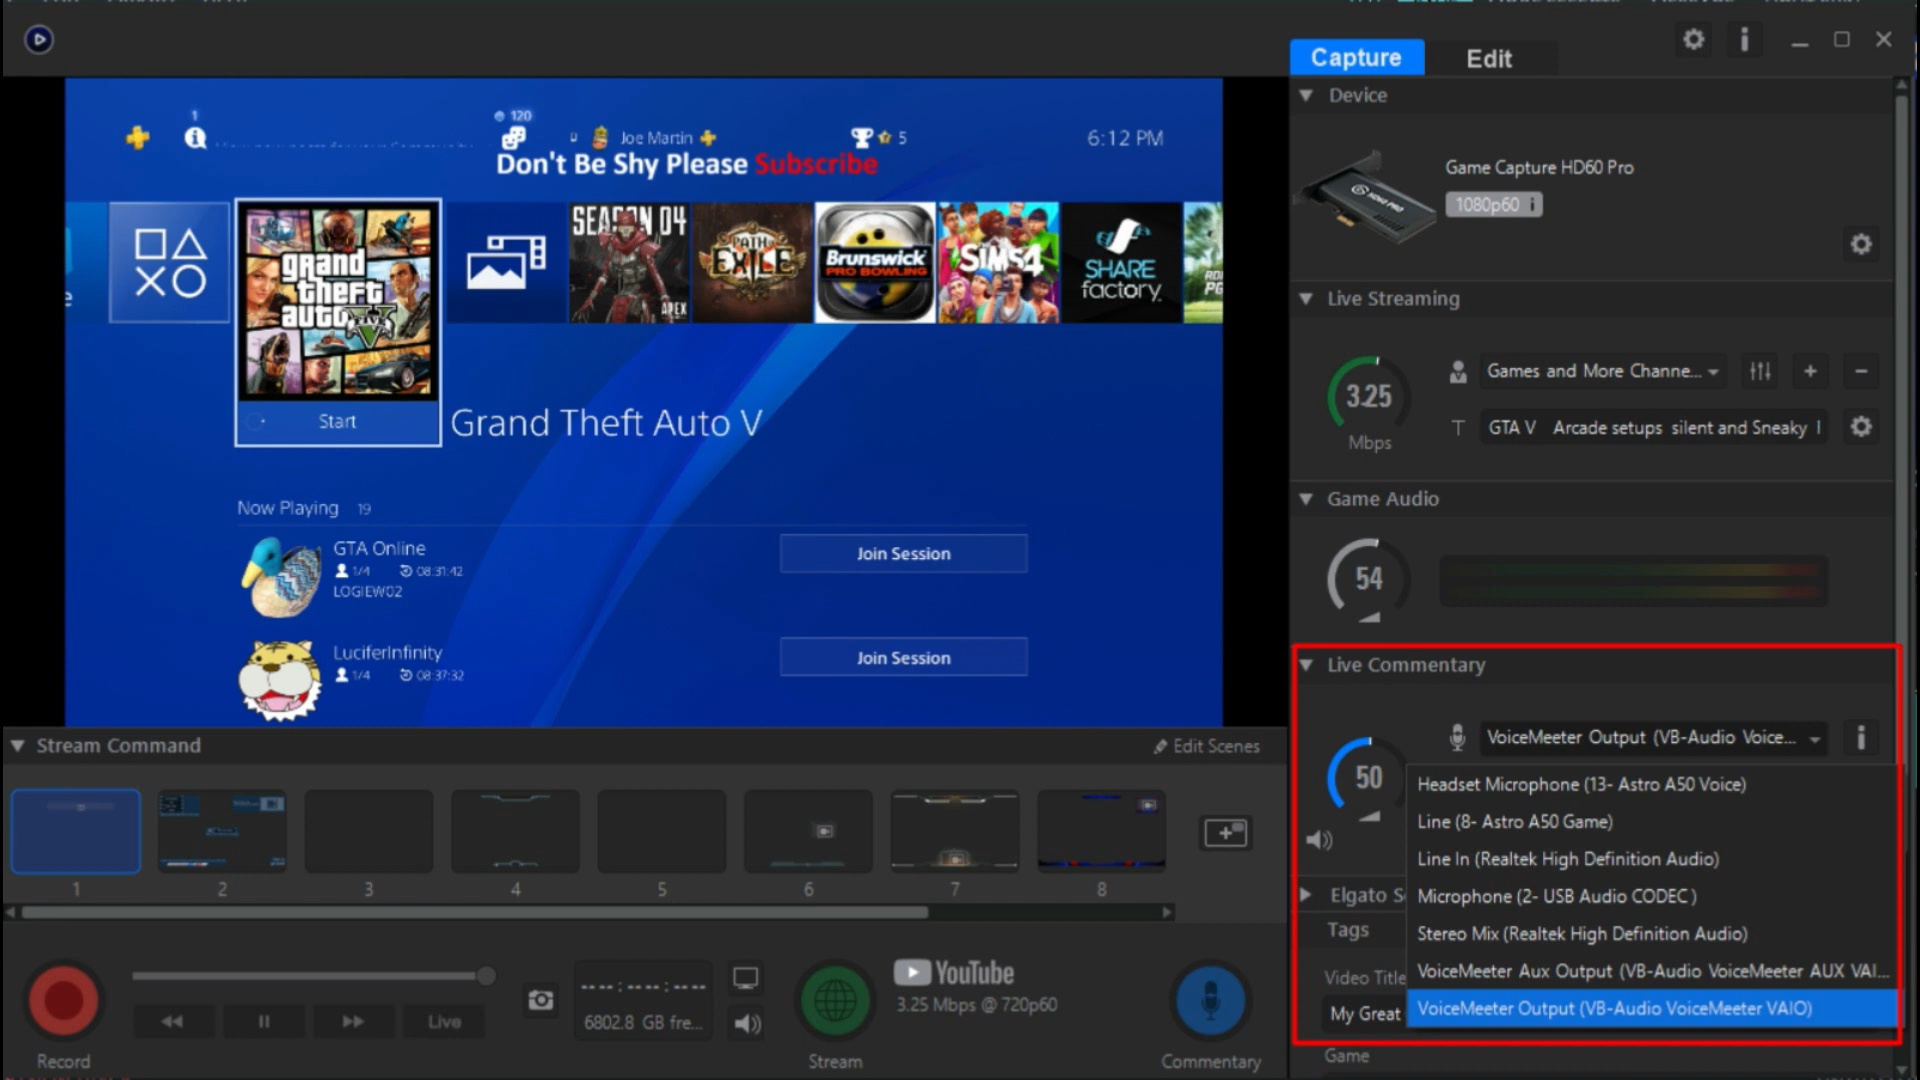 Capture
Edit
Device
Game Capture HD60 Pro
1080p60 i
Live Streaming
3.25
Mbps
Games and More Channe...
T GTA V Arcade setups silent and Sneaky
Game Audio
54
Live Commentary
50
VoiceMeeter Output (VB-Audio Voice...
Headset Microphone (13- Astro A50 Voice)
Line (8- Astro A50 Game)
Line In (Realtek High Definition Audio)
Microphone (2- USB Audio CODEC )
Stereo Mix (Realtek High Definition Audio)
VoiceMeeter Aux Output (VB-Audio VoiceMeeter AUX VAI...
VoiceMeeter Output (VB-Audio VoiceMeeter VAIO)
Elgato S
Tags
Video Title
My Great
Game
1
120
Joe Martin
5
6:12 PM
Don't Be Shy Please Subscribe
grand theft auto V
FIVE
SEASON 04
APEX
PATH OF EXILE
Brunswick
PRO BOWLING
SIMS4
SHARE
factory
Start
Grand Theft Auto V
Now Playing 19
GTA Online
1/4 08:31:42
LOGIEW02
Join Session
LuciferInfinity
1/4 08:37:32
Join Session
Stream Command
Edit Scenes
1 2 3 4 5 6 7 8
Record
Live
--:--:--
6802.8 GB fre...
Stream
YouTube
3.25 Mbps @ 720p60
Commentary